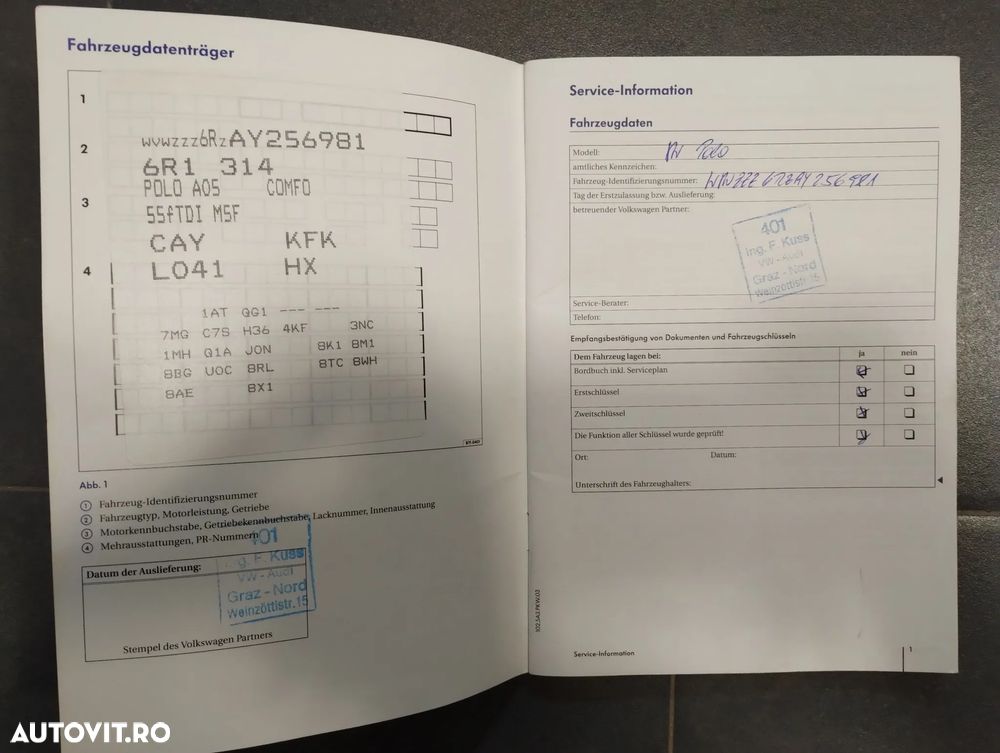 Fahrzeugdatenträger
1
2
3
4
WVWZZZ6RZAY256981
6R1 314
POLO A05 COMFO
55fTDI M5F
CAY KFK
L041 HX
1AT QG1 --- ---
7MG C7S H36 4KF 3NC
1MH Q1A J0N 8K1 8M1
8BG U0C 8RL 8TC 8WH
8AE 8X1
Abb. 1
1 Fahrzeug-Identifizierungsnummer
2 Fahrzeugtyp, Motorleistung, Getriebe
3 Motorkennbuchstabe, Getriebekennbuchstabe, Lacknummer, Innenausstattung
4 Mehrausstattungen, PR-Nummern
Datum der Auslieferung:
401
Ing. F. Kuss
VW - Audi
Graz - Nord
Weinzöttlstr. 15
Stempel des Volkswagen Partners
Service-Information
Fahrzeugdaten
Modell: VW Polo
amtliches Kennzeichen:
Fahrzeug-Identifizierungsnummer: WVWZZZ6RZAY256981
Tag der Erstzulassung bzw. Auslieferung:
betreuender Volkswagen Partner:
401
Ing. F. Kuss
VW - Audi
Graz - Nord
Weinzöttlstr. 15
Service-Berater:
Telefon:
Empfangsbestätigung von Dokumenten und Fahrzeugschlüsseln
Dem Fahrzeug lagen bei: ja nein
Bordbuch inkl. Serviceplan
Erstschlüssel
Zweitschlüssel
Die Funktion aller Schlüssel wurde geprüft!
Ort: Datum:
Unterschrift des Fahrzeughalters:
102.5A2.PKW.03
Service-Information 1
AUTOVIT.RO